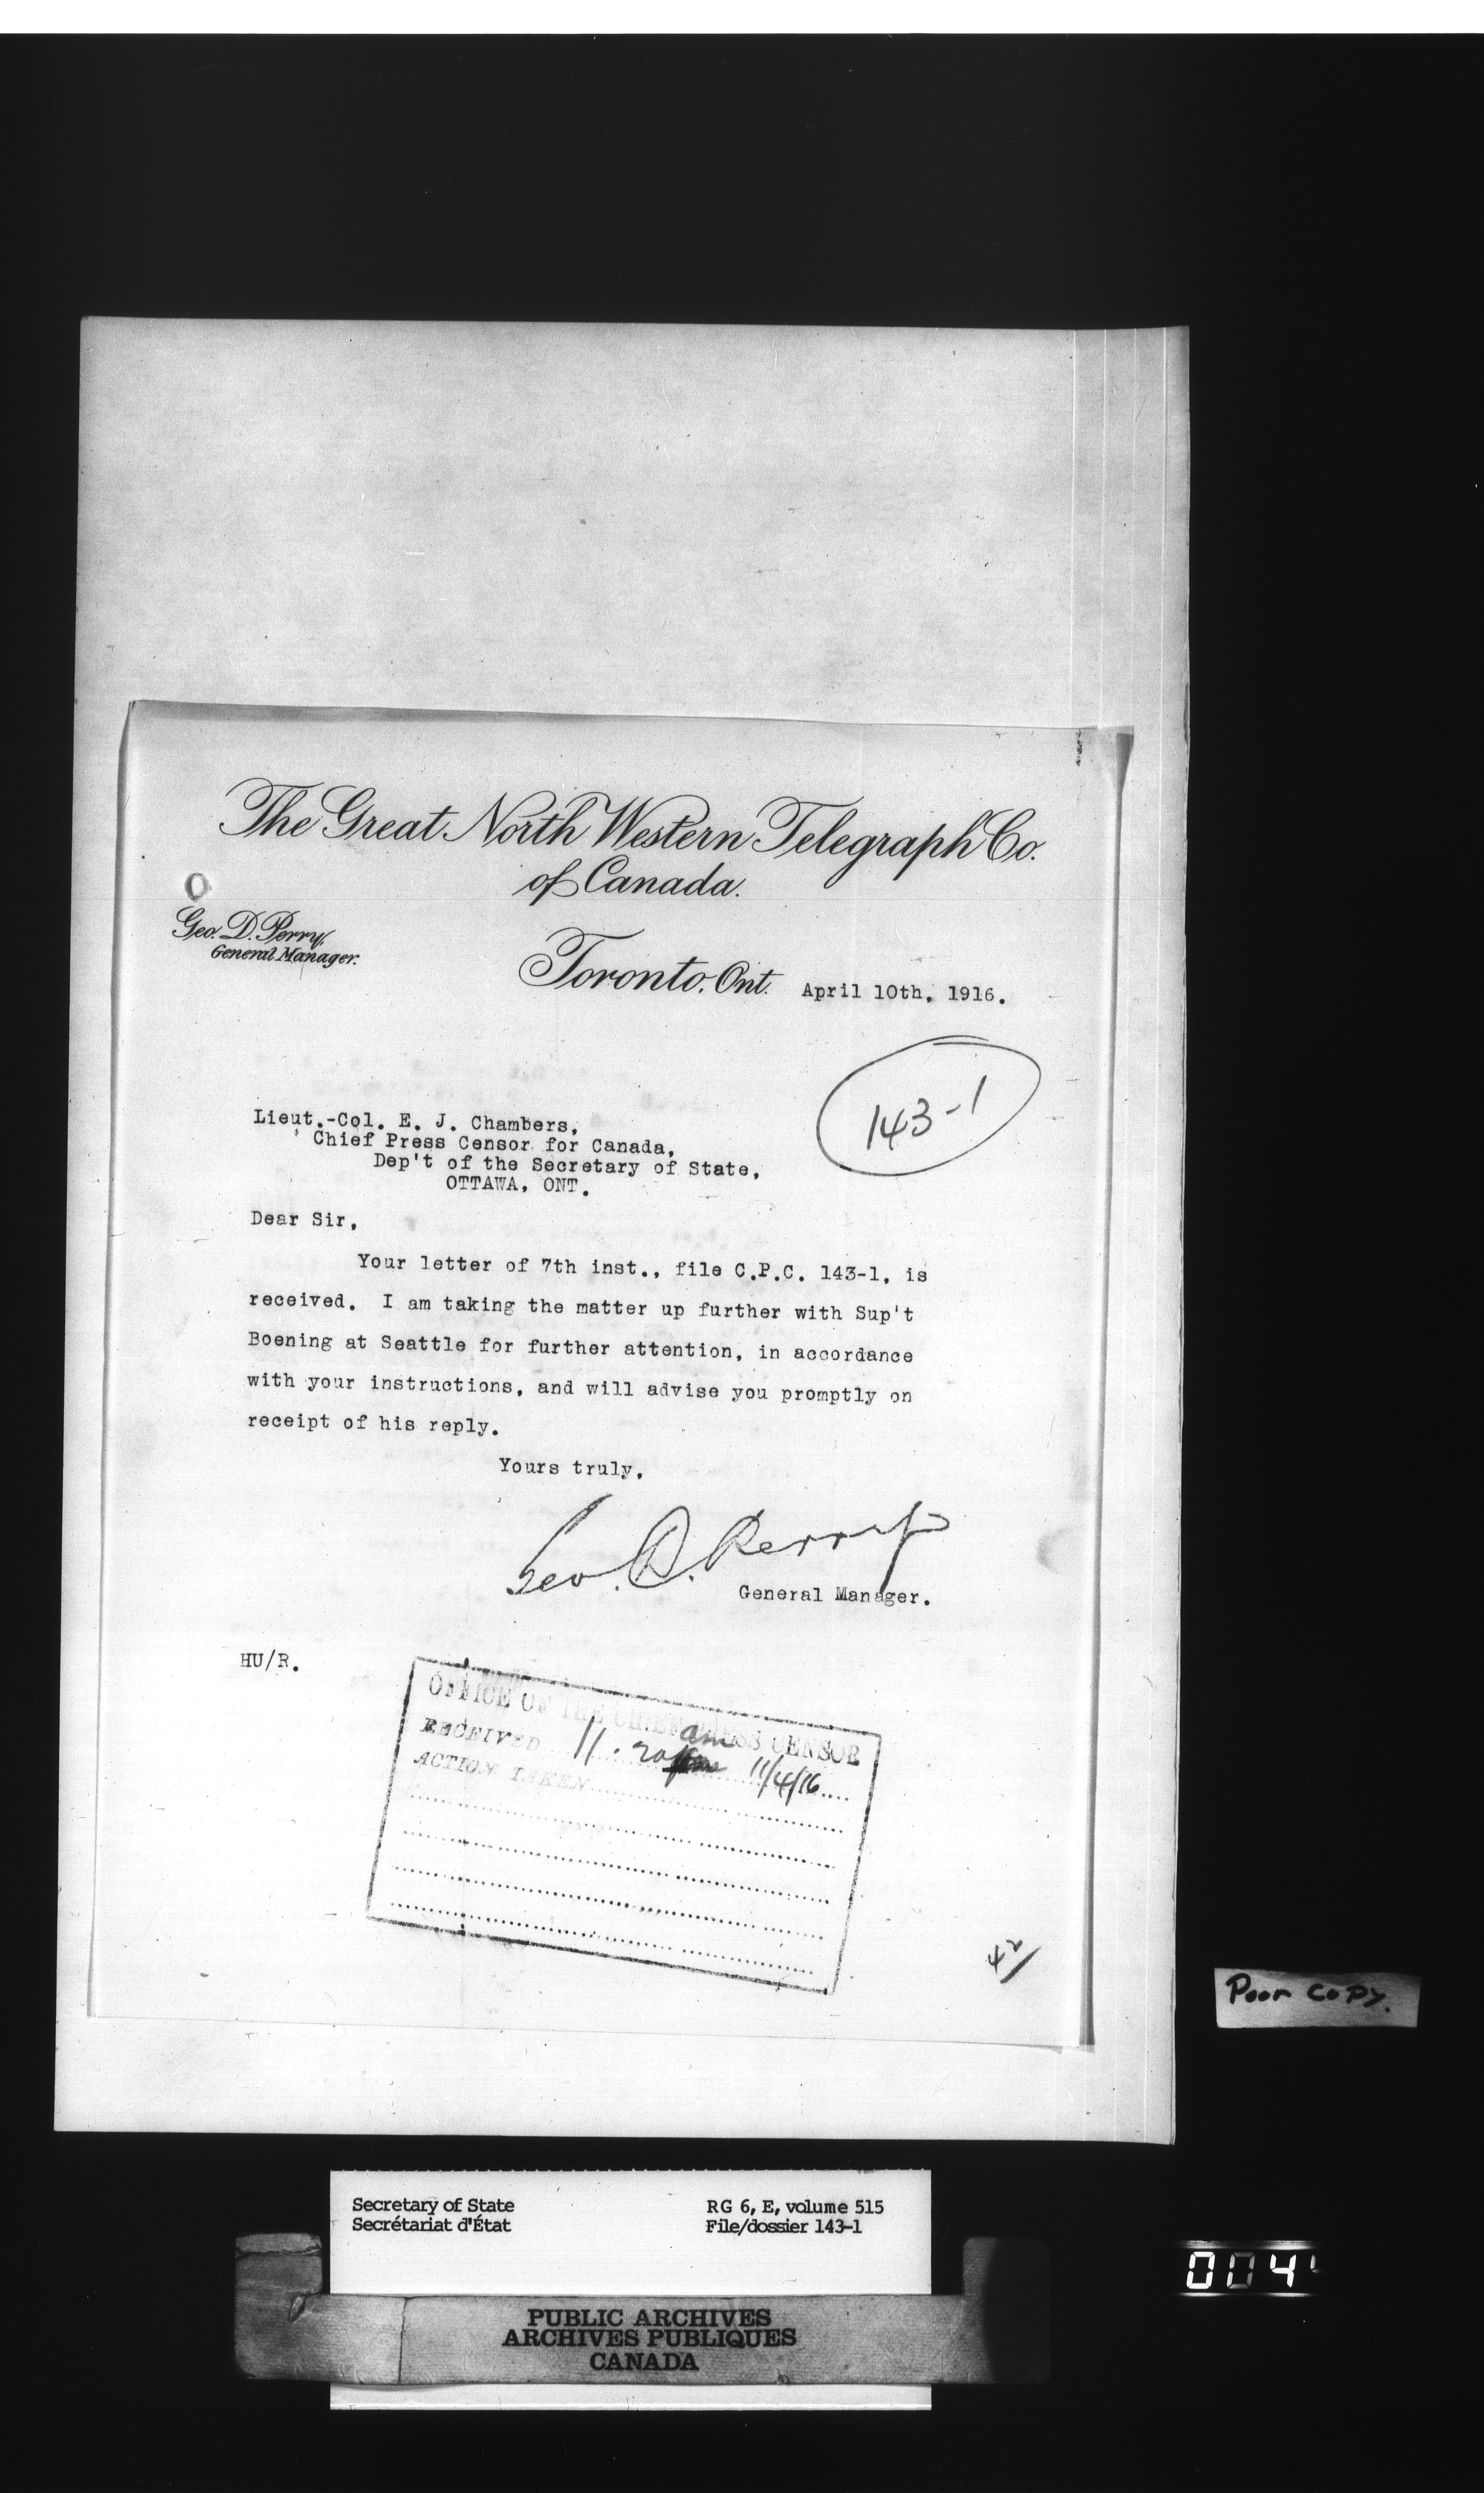 The Great North Western Telegraph Co.
of Canada.
Geo. D. Perry,
General Manager.
Toronto, Ont. April 10th, 1916.
143-1
Lieut.-Col. E. J. Chambers,
Chief Press Censor for Canada,
Dep't of the Secretary of State,
OTTAWA, ONT.
Dear Sir,
Your letter of 7th inst., file C.P.C. 143-1, is
received. I am taking the matter up further with Sup't
Boening at Seattle for further attention, in accordance
with your instructions, and will advise you promptly on
receipt of his reply.
Yours truly,
Geo. D. Perry
General Manager.
HU/R.
OFFICE OF THE CHIEF PRESS CENSOR
RECEIVED 11.20 am 11/4/16
ACTION TAKEN
42/
Poor Copy.
Secretary of State
Secrétariat d'État
RG 6, E, volume 515
File/dossier 143-1
004
PUBLIC ARCHIVES
ARCHIVES PUBLIQUES
CANADA